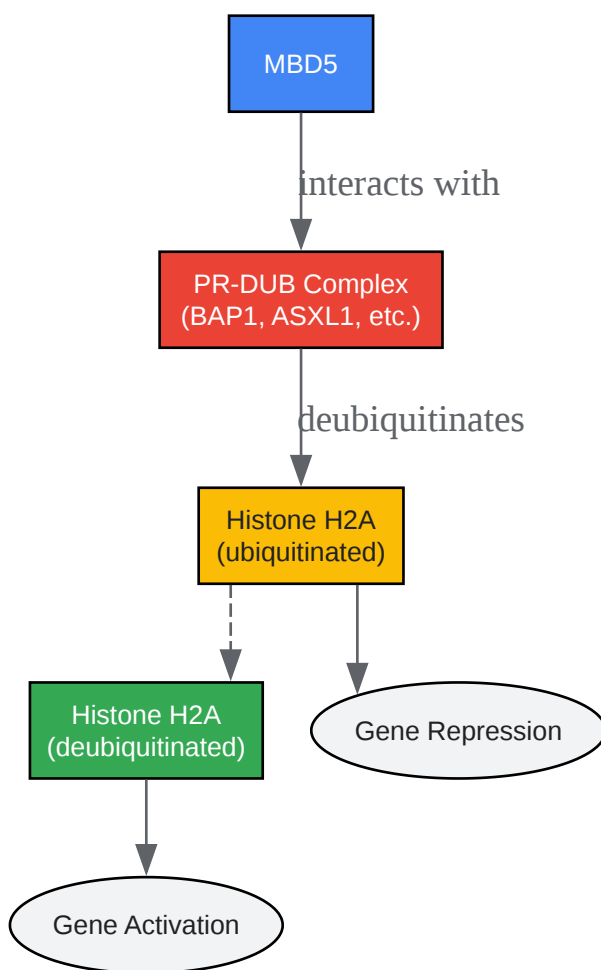 MBD5
interacts with
PR-DUB Complex
(BAP1, ASXL1, etc.)
deubiquitinates
Histone H2A
(ubiquitinated)
Histone H2A
(deubiquitinated)
Gene Repression
Gene Activation